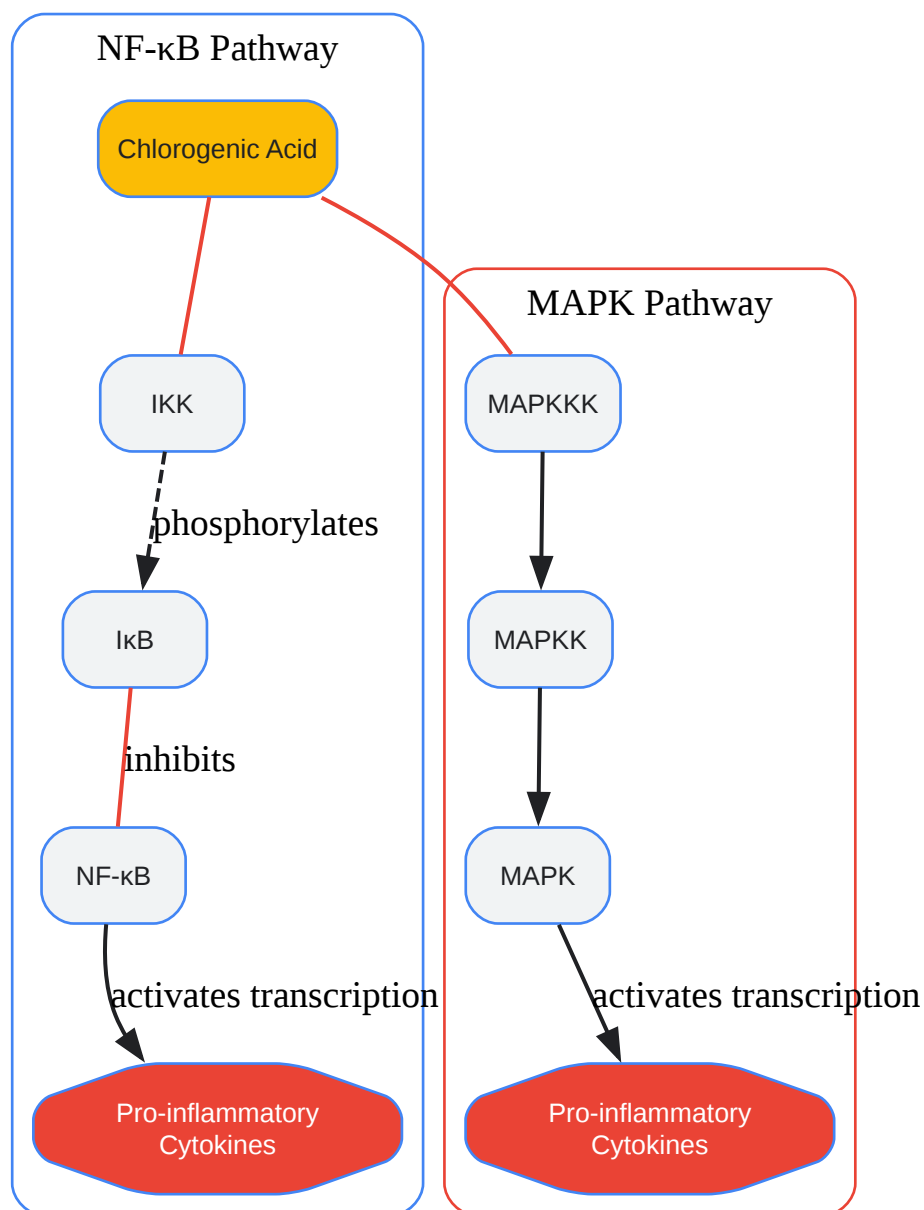 NF-κB Pathway
Chlorogenic Acid
MAPK Pathway
IKK
MAPKKK
phosphorylates
IκB
MAPKK
inhibits
NF-κB
MAPK
activates transcription
activates transcription
Pro-inflammatory
Cytokines
Pro-inflammatory
Cytokines